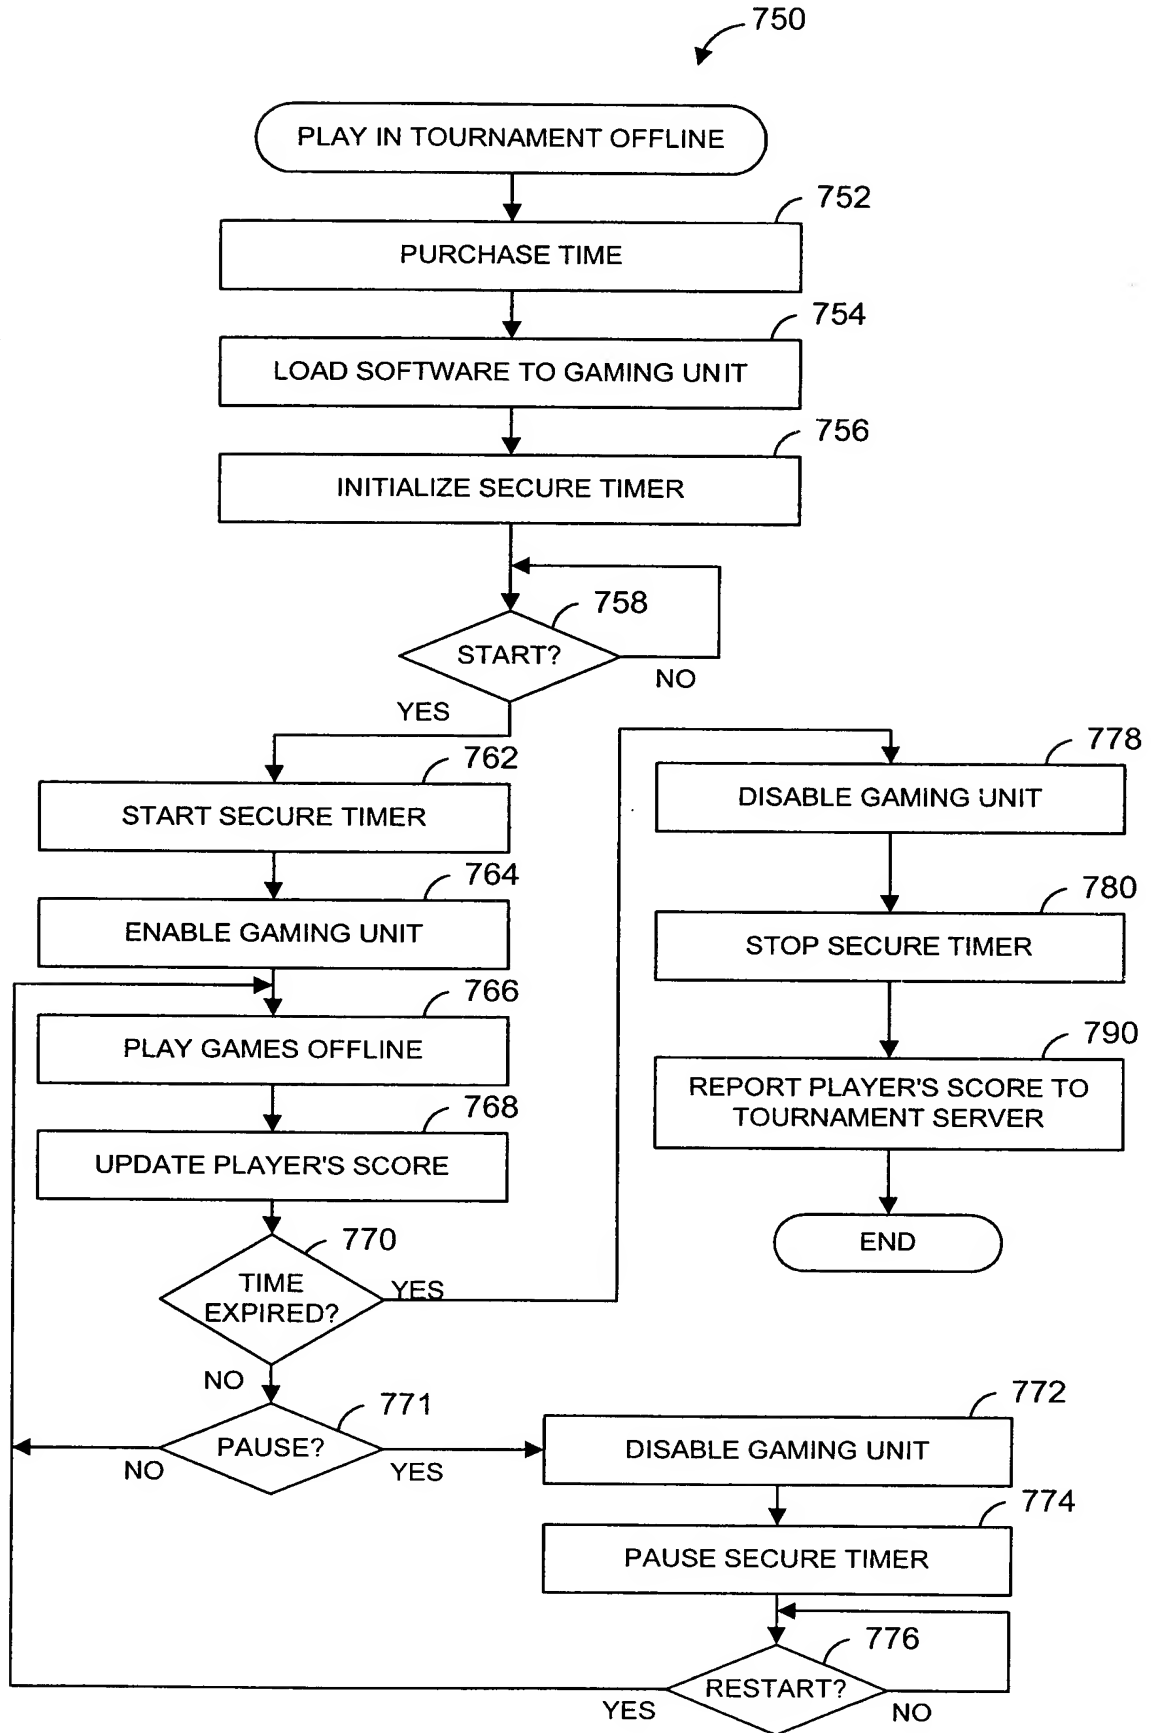 750
PLAY IN TOURNAMENT OFFLINE
752
PURCHASE TIME
754
LOAD SOFTWARE TO GAMING UNIT
756
INITIALIZE SECURE TIMER
758
START?
NO
YES
762
START SECURE TIMER
764
ENABLE GAMING UNIT
766
PLAY GAMES OFFLINE
768
UPDATE PLAYER'S SCORE
770
TIME
EXPIRED?
YES
NO
778
DISABLE GAMING UNIT
780
STOP SECURE TIMER
790
REPORT PLAYER'S SCORE TO
TOURNAMENT SERVER
END
771
PAUSE?
NO
YES
772
DISABLE GAMING UNIT
774
PAUSE SECURE TIMER
776
RESTART?
YES
NO